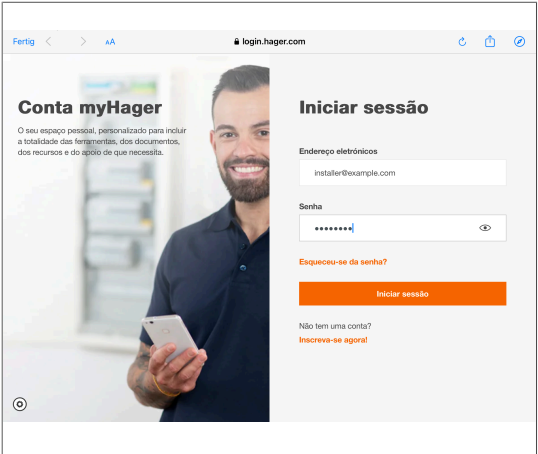 Fertig
AA
login.hager.com
Conta myHager
O seu espaço pessoal, personalizado para incluir
a totalidade das ferramentas, dos documentos,
dos recursos e do apoio de que necessita.
Iniciar sessão
Endereço eletrónicos
installer@example.com
Senha
••••••••
Esqueceu-se da senha?
Iniciar sessão
Não tem uma conta?
Inscreva-se agora!